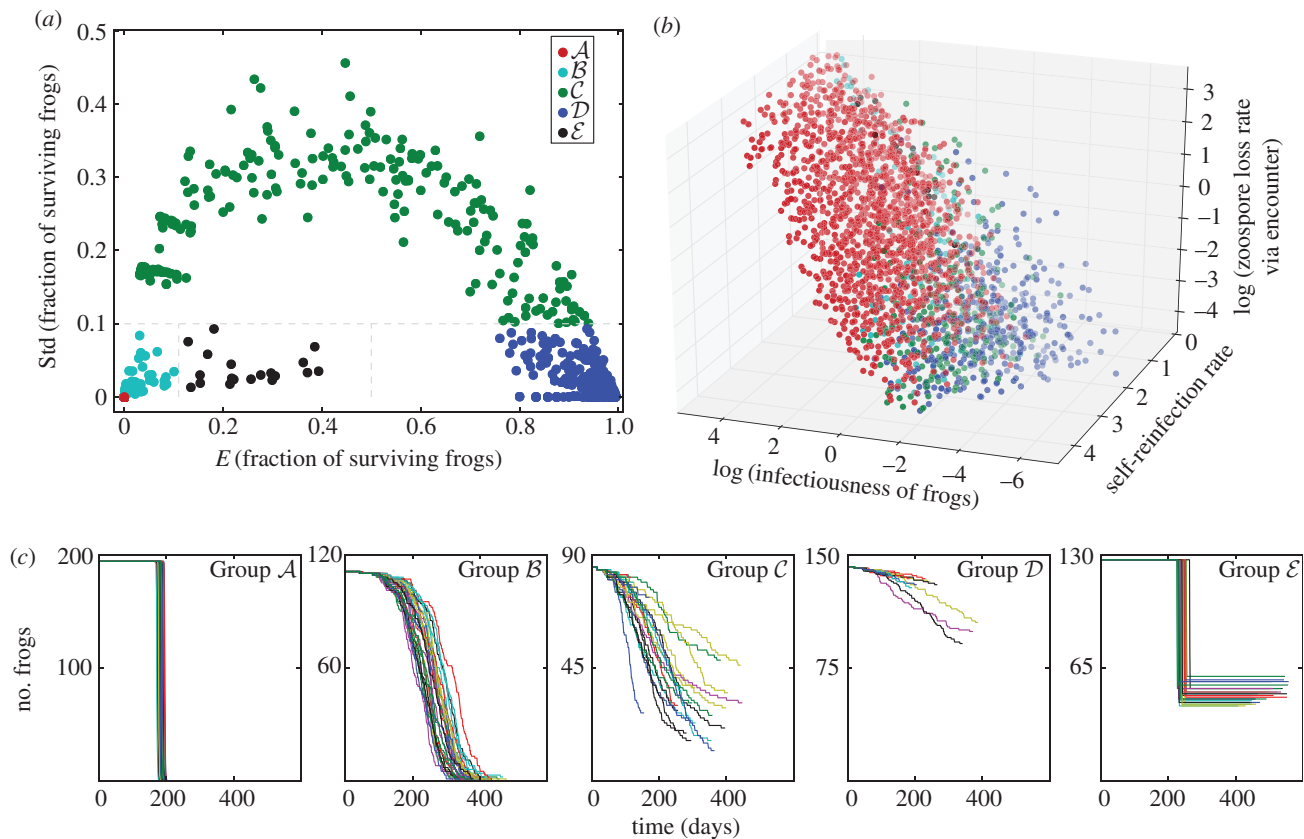 (a)
0.5
0.4
0.3
0.2
0.1
0
Std (fraction of surviving frogs)
0 0.2 0.4 0.6 0.8 1.0
E (fraction of surviving frogs)
𝒜
ℬ
𝒞
𝒟
ℰ
(b)
3
2
1
0
−1
−2
−3
−4
log (zoospore loss rate
via encounter)
0
1
2
3
4
self-reinfection rate
4 2 0 −2 −4 −6
log (infectiousness of frogs)
(c)
no. frogs
200
100
Group 𝒜
0 200 400
120
60
Group ℬ
0 200 400
90
45
Group 𝒞
0 200 400
150
75
Group 𝒟
0 200 400
130
65
Group ℰ
0 200 400
time (days)